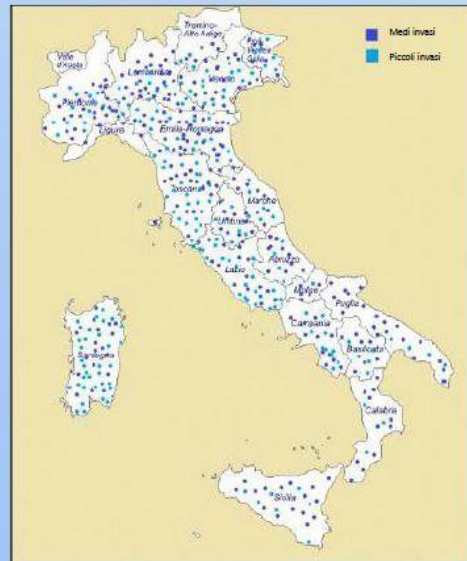 Medi invasi
Piccoli invasi
Trentino-
Alto Adige
Valle
d'Aosta
Friuli
Venezia
Giulia
Lombardia
Veneto
Piemonte
Liguria
Emilia-Romagna
Toscana
Marche
Umbria
Lazio
Abruzzo
Molise
Campania
Puglia
Basilicata
Sardegna
Calabria
Sicilia